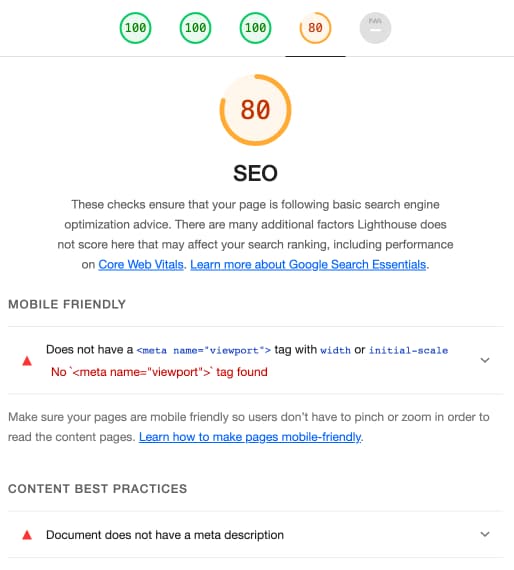 100 100 100 80 PWA
80
SEO
These checks ensure that your page is following basic search engine
optimization advice. There are many additional factors Lighthouse does
not score here that may affect your search ranking, including performance
on Core Web Vitals. Learn more about Google Search Essentials.
MOBILE FRIENDLY
Does not have a <meta name="viewport"> tag with width or initial-scale
No `<meta name="viewport">` tag found
Make sure your pages are mobile friendly so users don’t have to pinch or zoom in order to
read the content pages. Learn how to make pages mobile-friendly.
CONTENT BEST PRACTICES
Document does not have a meta description